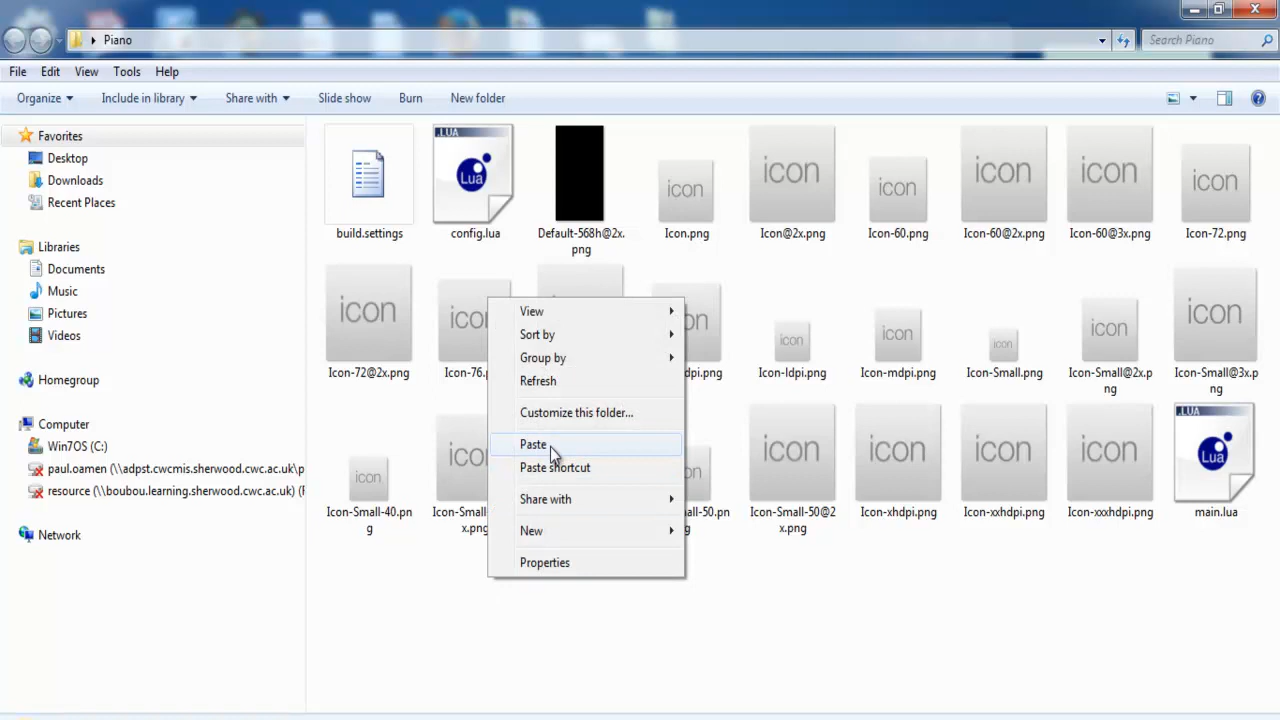 Piano
Search Piano
File Edit View Tools Help
Organize Include in library Share with Slide show Burn New folder
Favorites
Desktop
Downloads
Recent Places
Libraries
Documents
Music
Pictures
Videos
Homegroup
Computer
Win7OS (C:)
paul.oamen (\\adpst.cwcmis.sherwood.cwc.ac.uk\p
resource (\\boubou.learning.sherwood.cwc.ac.uk) (
Network
.LUA
Lua
icon icon icon icon icon icon
build.settings config.lua Default-568h@2x. Icon.png Icon@2x.png Icon-60.png Icon-60@2x.png Icon-60@3x.png Icon-72.png
png
icon icon icon icon icon icon icon
Icon-72@2x.png Icon-76.p dpi.png Icon-ldpi.png Icon-mdpi.png Icon-Small.png Icon-Small@2x.p Icon-Small@3x.p
ng ng
.LUA
icon icon icon icon icon
Lua
Icon-Small-40.pn Icon-Small all-50.png Icon-Small-50@2 Icon-xhdpi.png Icon-xxhdpi.png Icon-xxxhdpi.png main.lua
g x.p g x.png
View
Sort by
Group by
Refresh
Customize this folder...
Paste
Paste shortcut
Share with
New
Properties